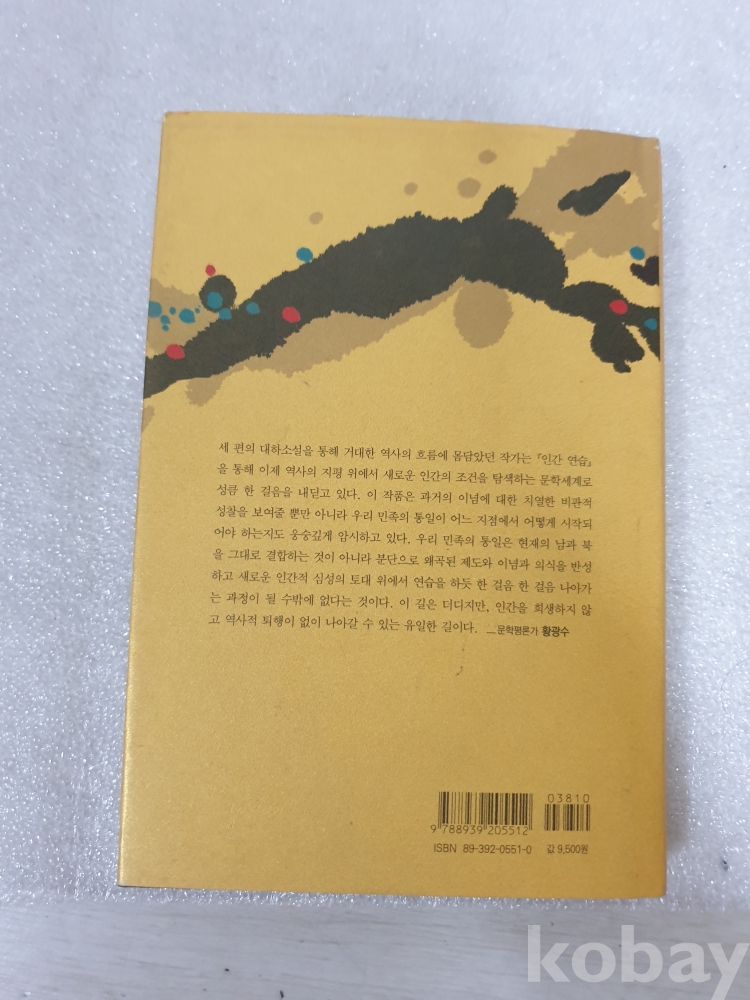 세 편의 대하소설을 통해 거대한 역사의 흐름에 몸담았던 작가는 『인간 연습』
을 통해 이제 역사의 지평 위에서 새로운 인간의 조건을 탐색하는 문학세계로
성큼 한 걸음을 내딛고 있다. 이 작품은 과거의 이념에 대한 치열한 비관적
성찰을 보여줄 뿐만 아니라 우리 민족의 통일이 어느 지점에서 어떻게 시작되
어야 하는지도 웅숭깊게 암시하고 있다. 우리 민족의 통일은 현재의 남과 북
을 그대로 결합하는 것이 아니라 분단으로 왜곡된 제도와 이념과 의식을 반성
하고 새로운 인간적 심성의 토대 위에서 연습을 하듯 한 걸음 한 걸음 나아가
는 과정이 될 수밖에 없다는 것이다. 이 길은 더디지만, 인간을 희생하지 않
고 역사적 퇴행이 없이 나아갈 수 있는 유일한 길이다. _문학평론가 황광수
03810
9 788939 205512
ISBN 89-392-0551-0 값 9,500원
kobay